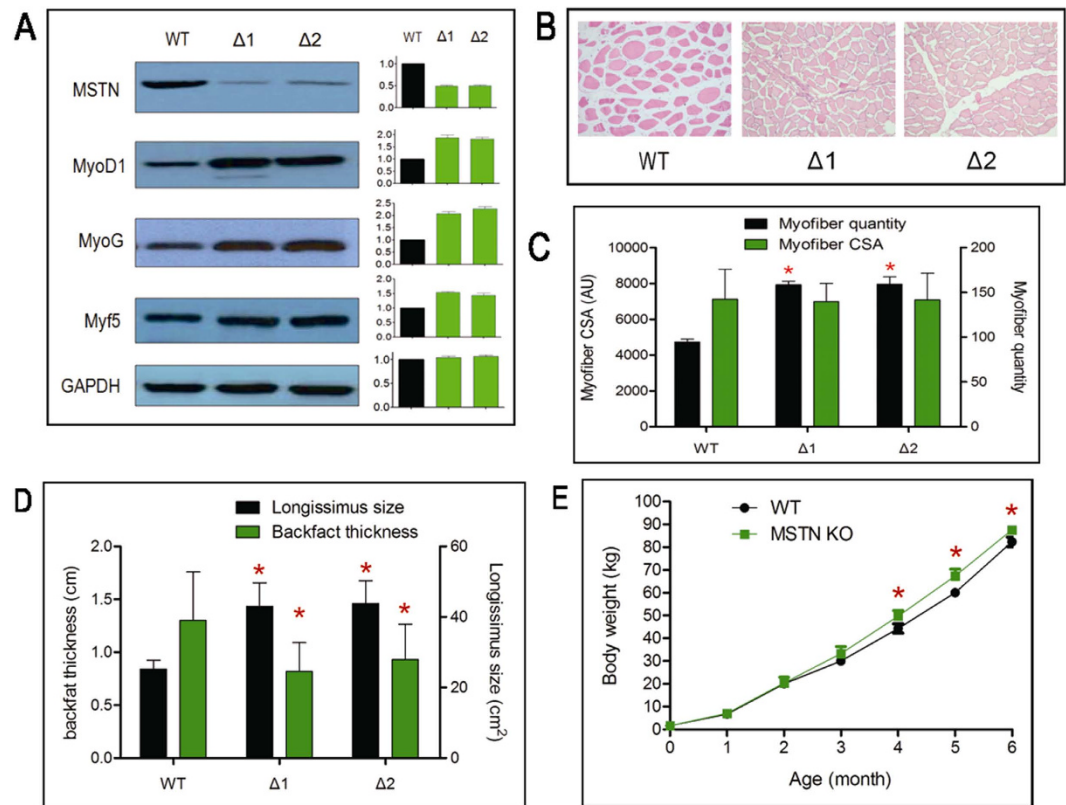 A
WT Δ1 Δ2
WT Δ1 Δ2
MSTN
1.0
0.5
0.0
MyoD1
2.0
1.5
1.0
0.5
0.0
MyoG
2.5
2.0
1.5
1.0
0.5
0.0
Myf5
2.0
1.5
1.0
0.5
0.0
GAPDH
1.0
0.5
0.0
B
WT Δ1 Δ2
C
Myofiber quantity
Myofiber CSA
Myofiber CSA (AU)
10000
8000
6000
4000
2000
0
* *
200
150
100
50
0
Myofiber quantity
WT Δ1 Δ2
D
Longissimus size
Backfact thickness
backfat thickness (cm)
2.0
1.5
1.0
0.5
0.0
* * * *
60
40
20
0
Longissimus size (cm²)
WT Δ1 Δ2
E
WT
MSTN KO
Body weight (kg)
100
90
80
70
60
50
40
30
20
10
0
* * *
0 1 2 3 4 5 6
Age (month)